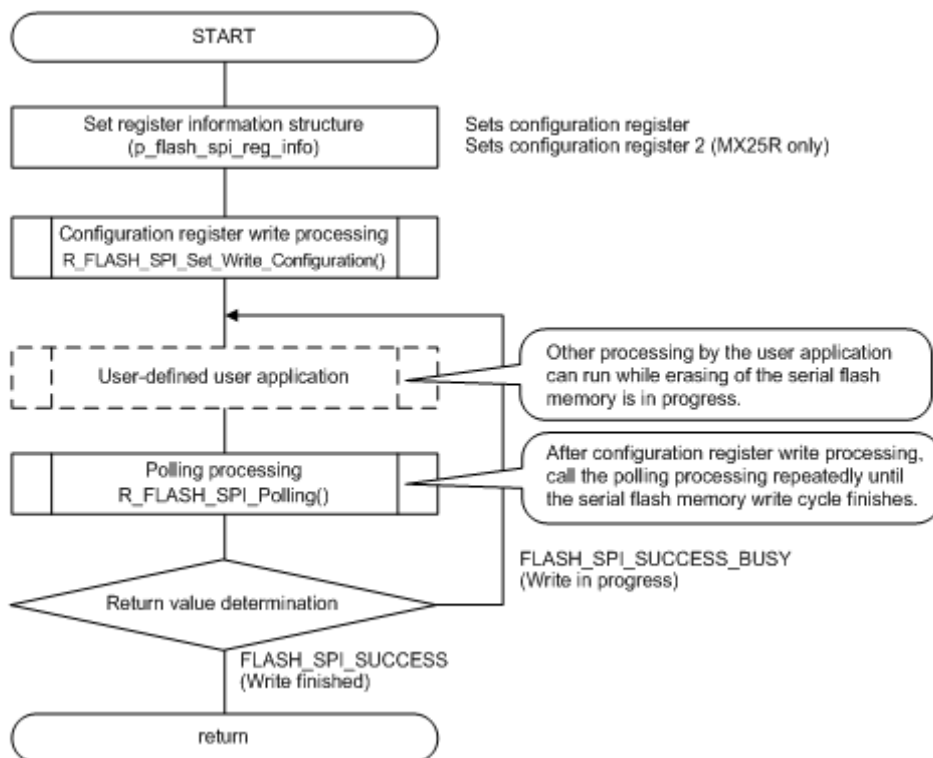 START
Set register information structure
(p_flash_spi_reg_info)
Sets configuration register
Sets configuration register 2 (MX25R only)
Configuration register write processing
R_FLASH_SPI_Set_Write_Configuration()
User-defined user application
Other processing by the user application
can run while erasing of the serial flash
memory is in progress.
Polling processing
R_FLASH_SPI_Polling()
After configuration register write processing,
call the polling processing repeatedly until
the serial flash memory write cycle finishes.
FLASH_SPI_SUCCESS_BUSY
(Write in progress)
Return value determination
FLASH_SPI_SUCCESS
(Write finished)
return